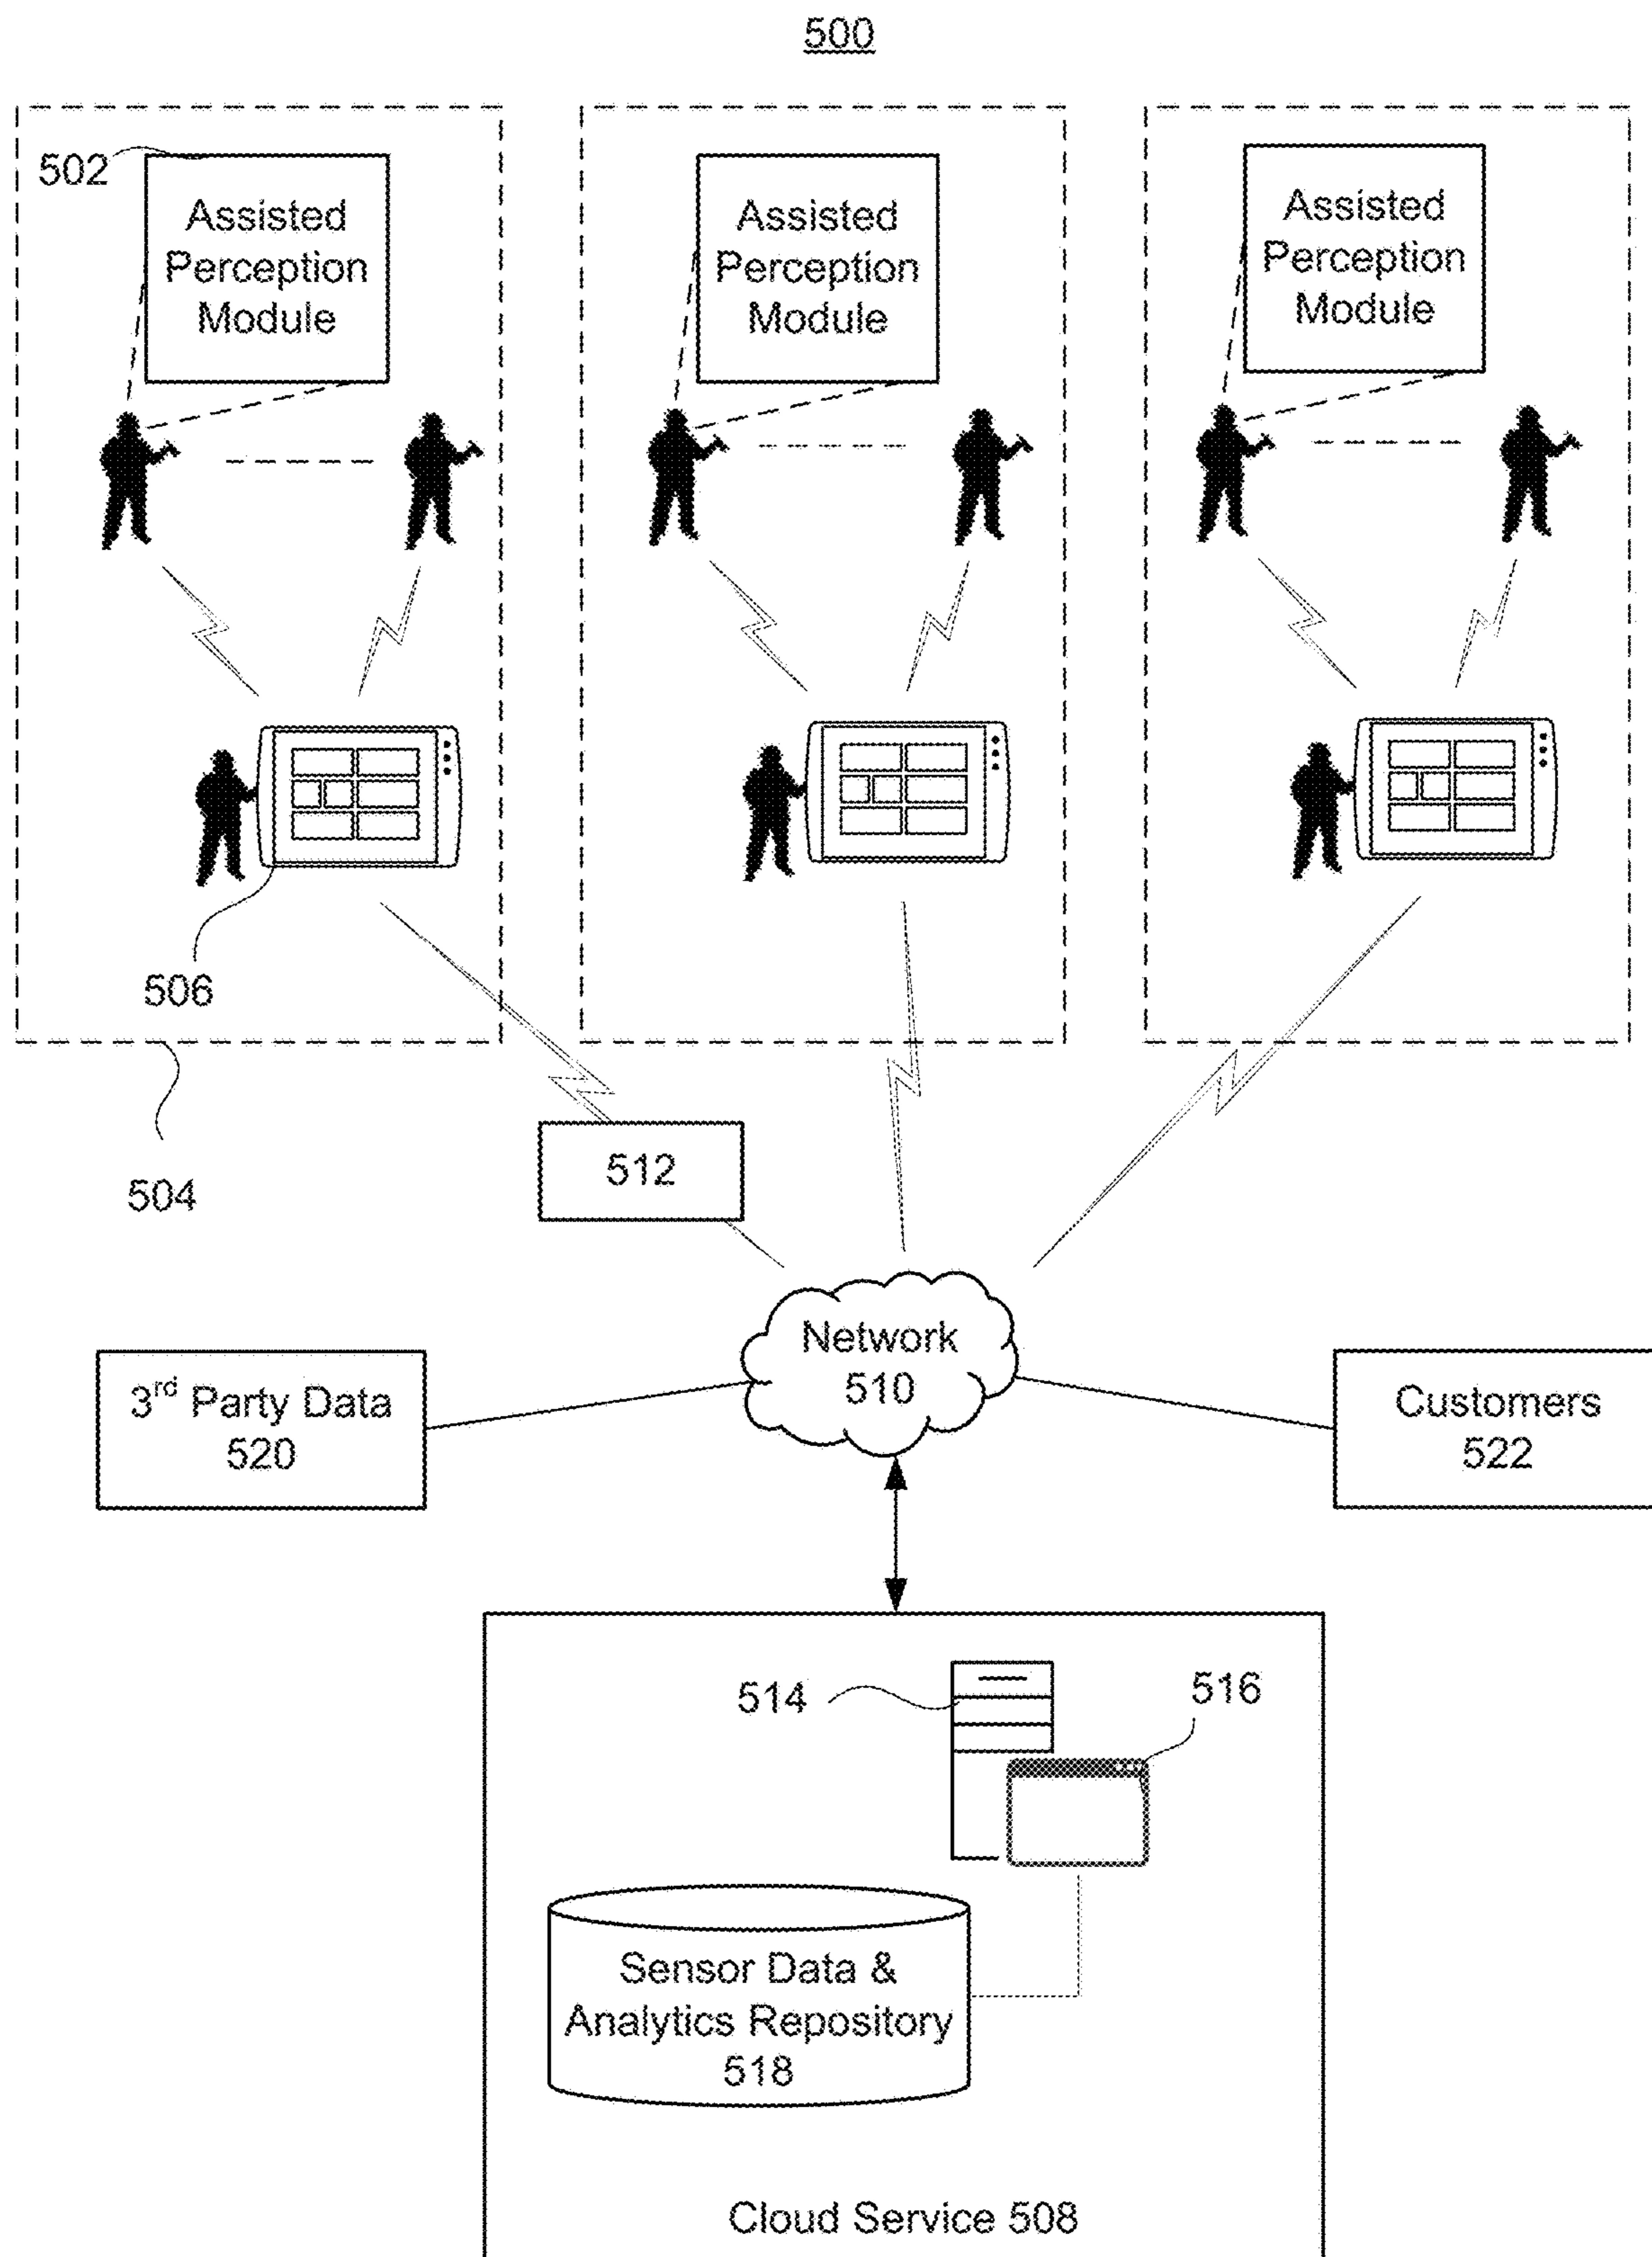 500
502
Assisted
Perception
Module
Assisted
Perception
Module
Assisted
Perception
Module
506
504
512
Network
510
3rd Party Data
520
Customers
522
514
516
Sensor Data &
Analytics Repository
518
Cloud Service 508